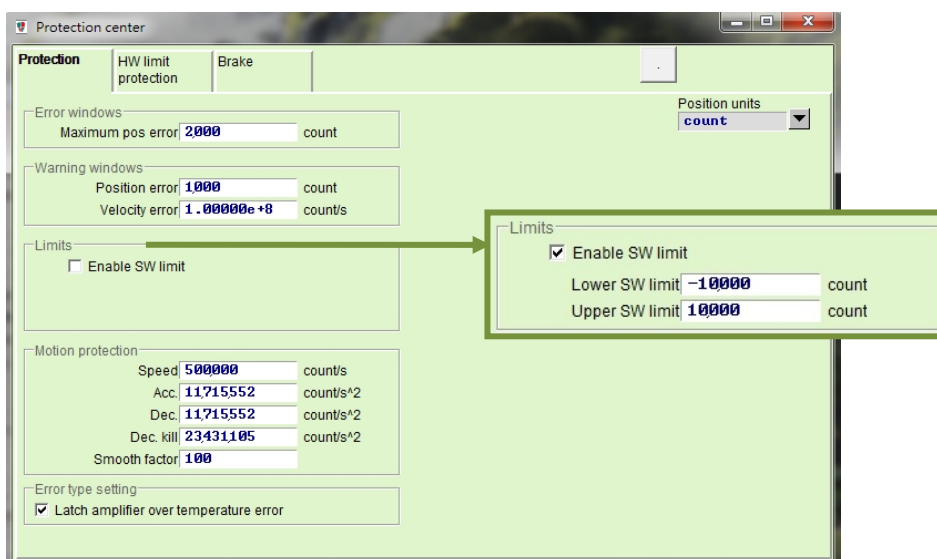 Protection center
Protection
HW limit
protection
Brake
.
Position units
count
Error windows
Maximum pos error 2,000 count
Warning windows
Position error 1,000 count
Velocity error 1.00000e+8 count/s
Limits
Enable SW limit
Limits
Enable SW limit
Lower SW limit -10,000 count
Upper SW limit 10,000 count
Motion protection
Speed 500,000 count/s
Acc. 11,715,552 count/s^2
Dec. 11,715,552 count/s^2
Dec. kill 23,431,105 count/s^2
Smooth factor 100
Error type setting
Latch amplifier over temperature error